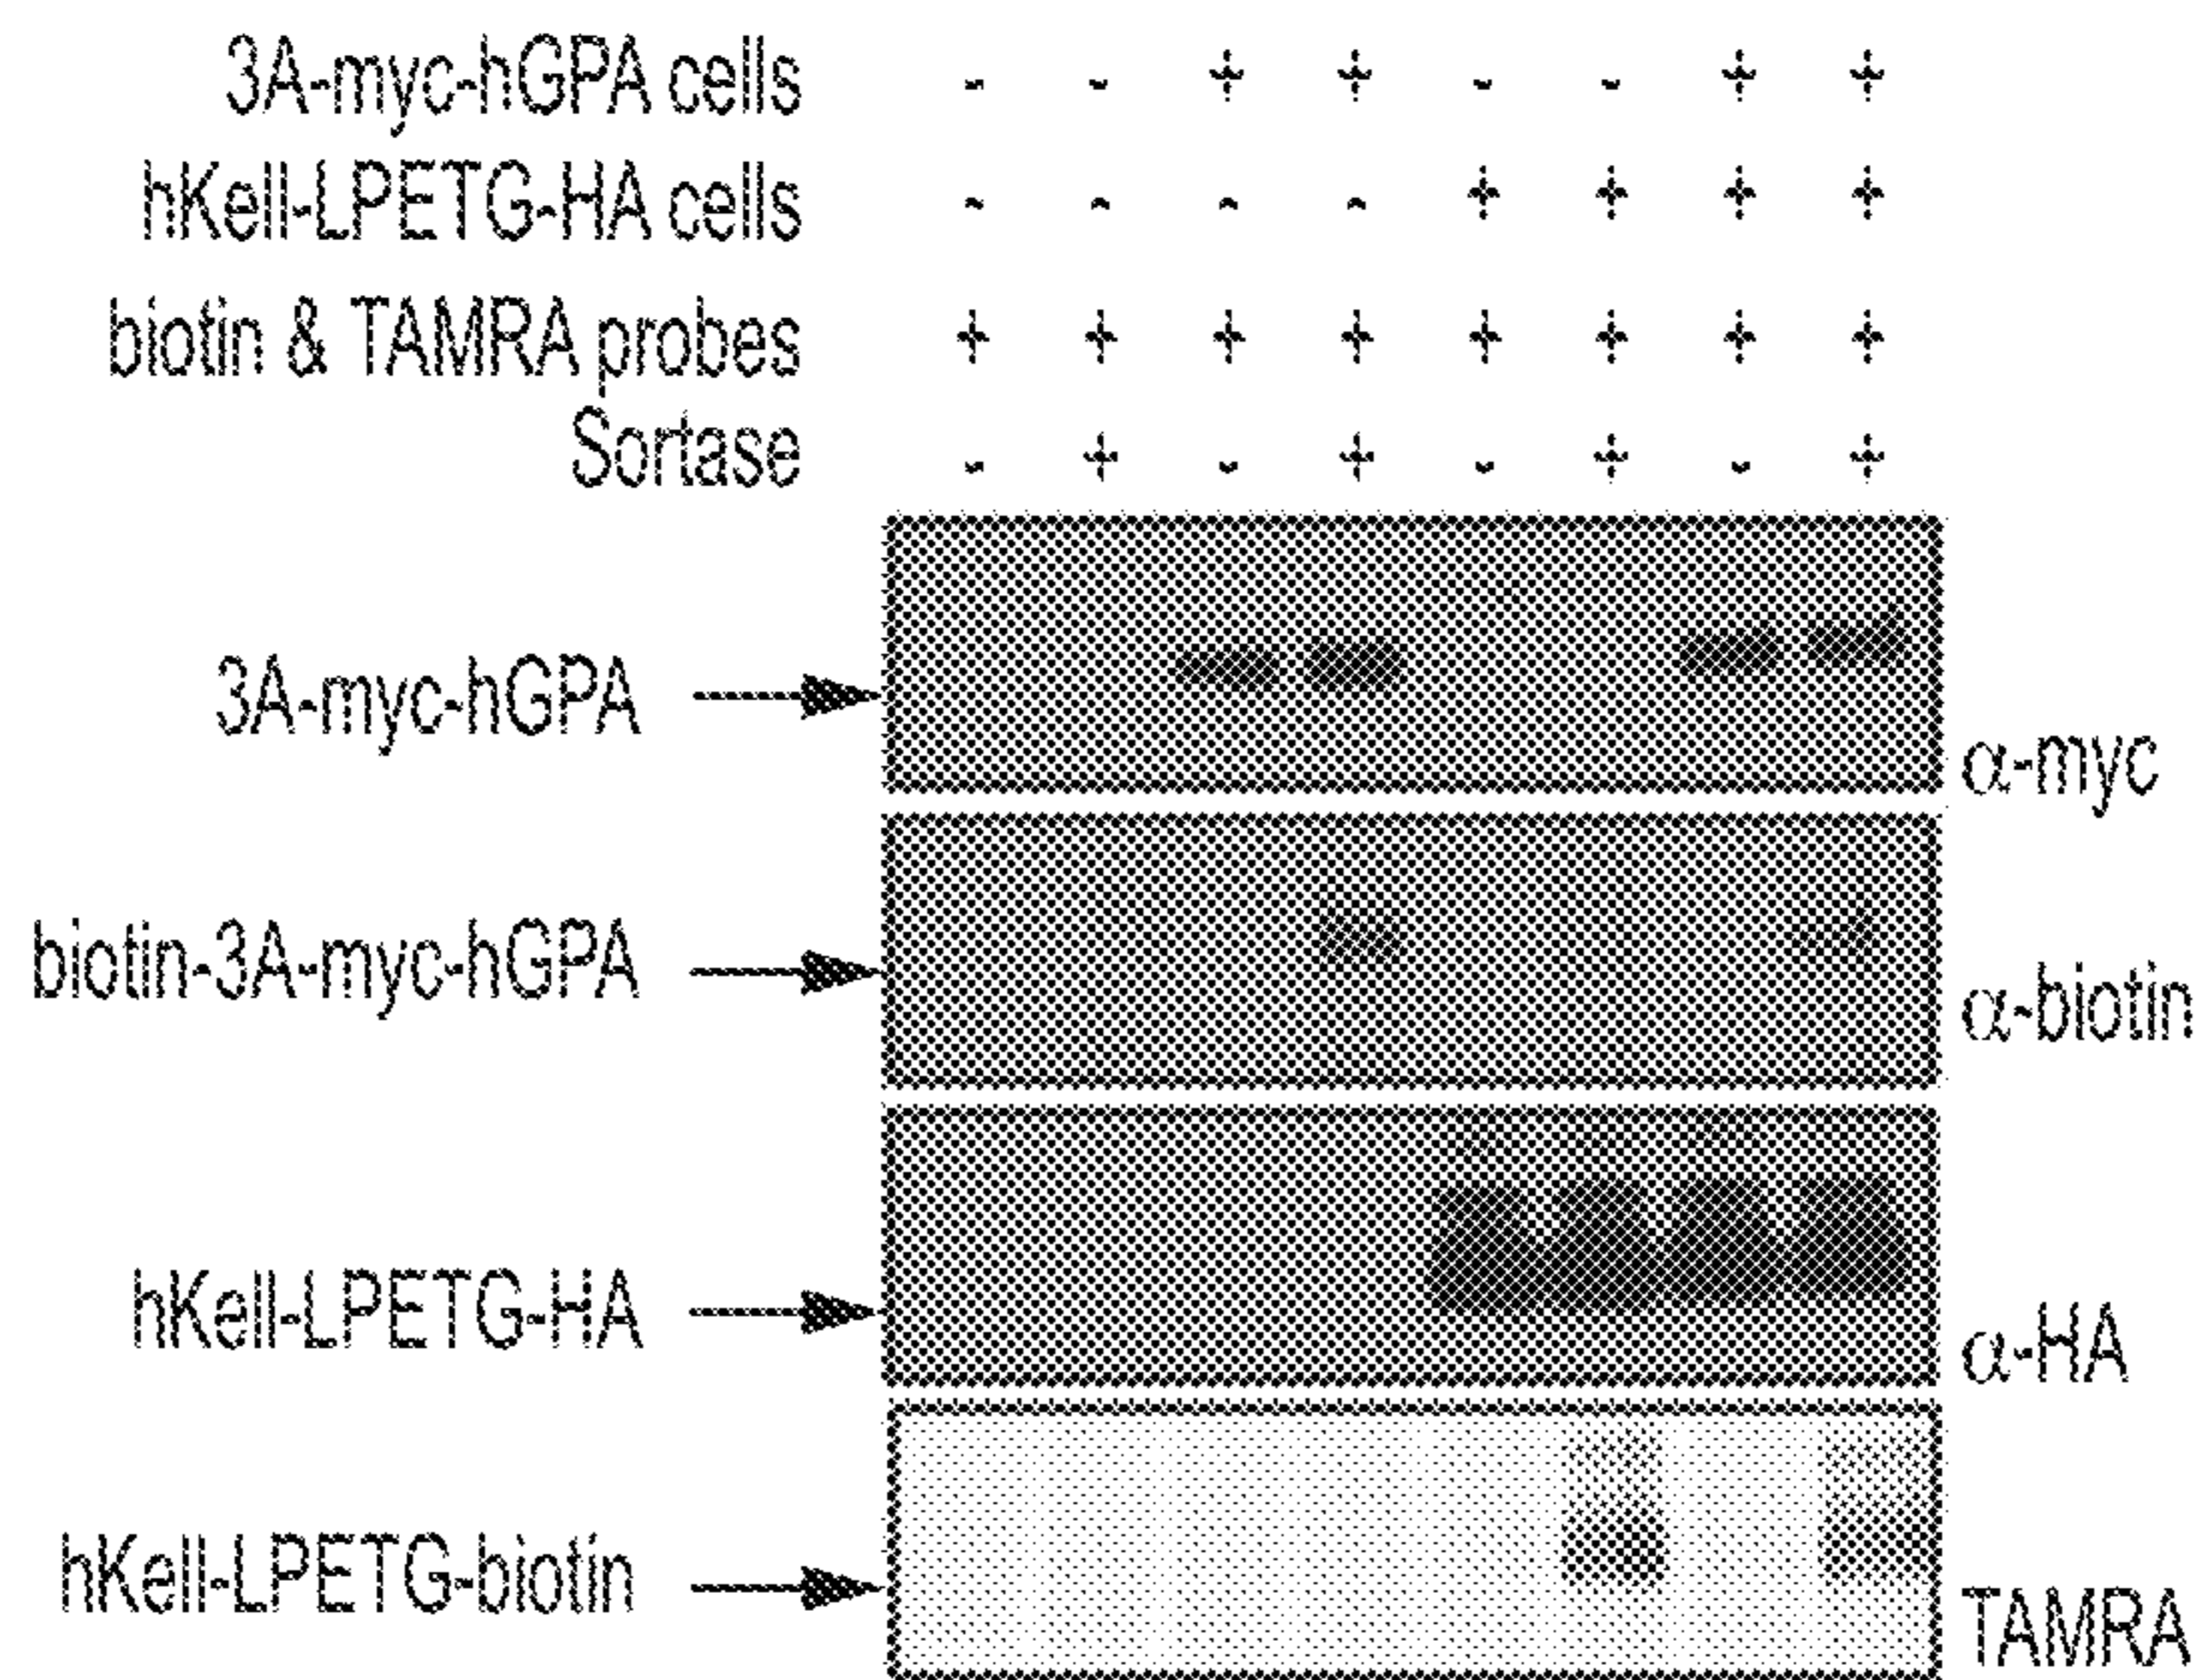 3A-myc-hGPA cells - - + + - - + +
hKell-LPETG-HA cells - - - - + + + +
biotin & TAMRA probes + + + + + + + +
Sortase - + - + - + - +
3A-myc-hGPA
α-myc
biotin-3A-myc-hGPA
α-biotin
hKell-LPETG-HA
α-HA
hKell-LPETG-biotin
TAMRA